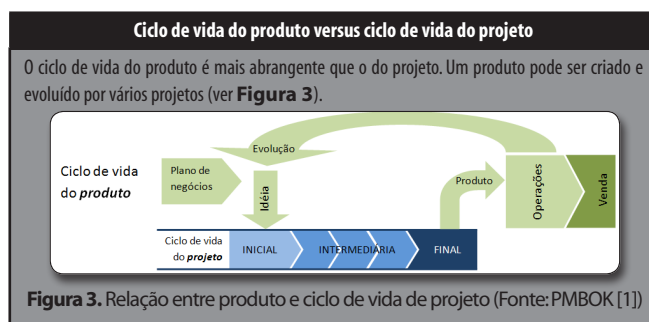 Ciclo de vida do produto versus ciclo de vida do projeto
O ciclo de vida do produto é mais abrangente que o do projeto. Um produto pode ser criado e
evoluído por vários projetos (ver Figura 3).
Evolução
Ciclo de vida
do produto
Plano de
negócios
Idéia
Produto
Operações
Venda
Ciclo de vida
do projeto
INICIAL
INTERMEDIÁRIA
FINAL
Figura 3. Relação entre produto e ciclo de vida de projeto (Fonte: PMBOK [1])